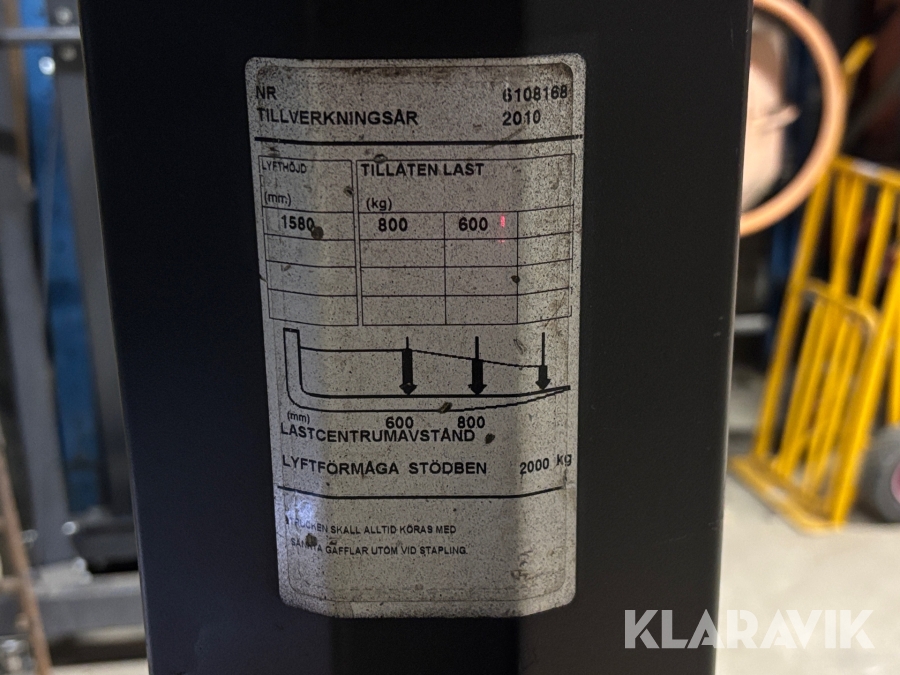 NR 6108168
TILLVERKNINGSÅR 2010
LYFTHÖJD TILLÅTEN LAST
(mm) (kg)
1580 800 600
(mm) 600 800
LASTCENTRUMAVSTÅND
LYFTFÖRMÅGA STÖDBEN 2000 kg
TRUCKEN SKALL ALLTID KÖRAS MED
SÄNKTA GAFFLAR UTOM VID STAPLING
KLARAVIK